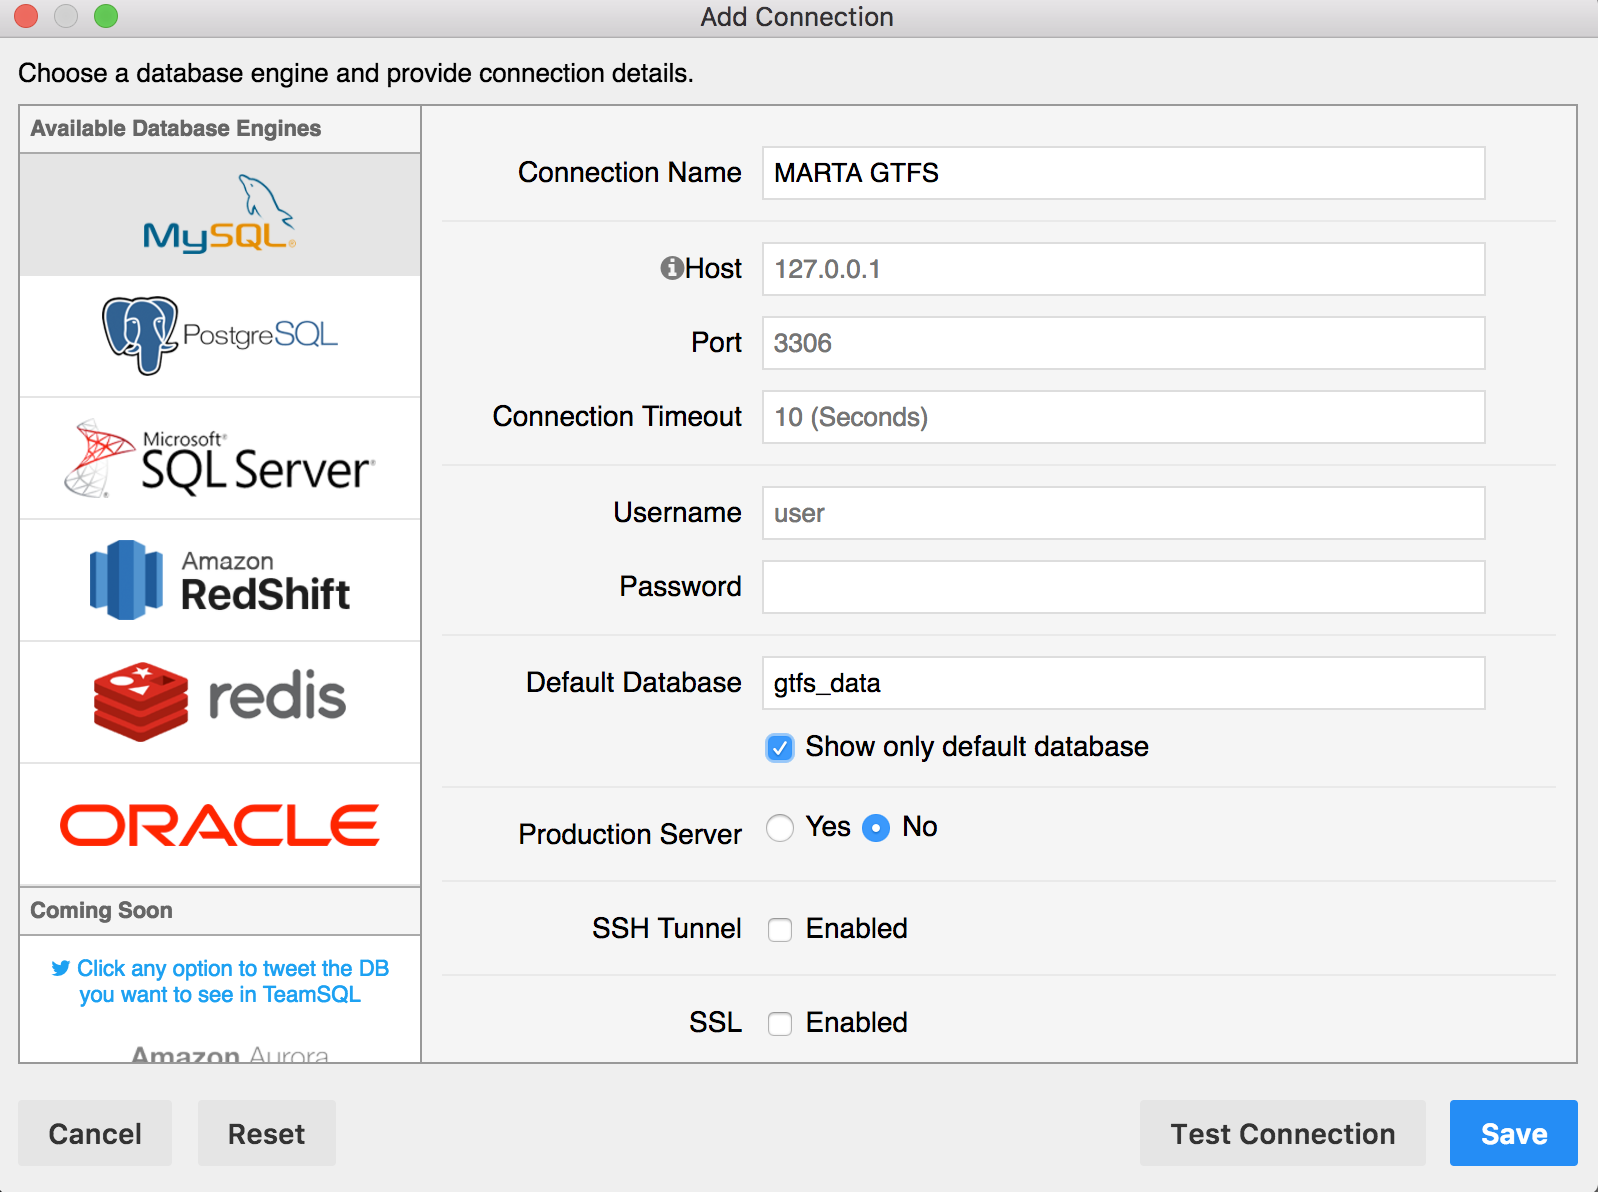 Add Connection
Choose a database engine and provide connection details.
Available Database Engines
MySQL®
PostgreSQL
Microsoft®
SQL Server®
Amazon
RedShift
redis
ORACLE
Coming Soon
Click any option to tweet the DB
you want to see in TeamSQL
Amazon Aurora
Connection Name MARTA GTFS
Host 127.0.0.1
Port 3306
Connection Timeout 10 (Seconds)
Username user
Password
Default Database gtfs_data
Show only default database
Production Server Yes No
SSH Tunnel Enabled
SSL Enabled
Cancel Reset Test Connection Save